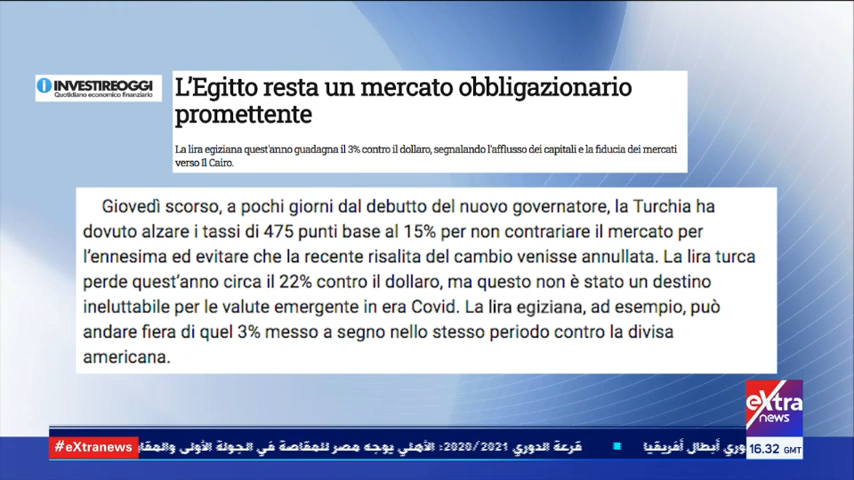 INVESTIREOGGI
Quotidiano economico finanziario
L'Egitto resta un mercato obbligazionario
promettente
La lira egiziana quest'anno guadagna il 3% contro il dollaro, segnalando l'afflusso dei capitali e la fiducia dei mercati
verso Il Cairo.
Giovedì scorso, a pochi giorni dal debutto del nuovo governatore, la Turchia ha
dovuto alzare i tassi di 475 punti base al 15% per non contrariare il mercato per
l'ennesima ed evitare che la recente risalita del cambio venisse annullata. La lira turca
perde quest'anno circa il 22% contro il dollaro, ma questo non è stato un destino
ineluttabile per le valute emergente in era Covid. La lira egiziana, ad esempio, può
andare fiera di quel 3% messo a segno nello stesso periodo contro la divisa
americana.
eXtra
news
#eXtranews
وري أبطال أفريقيا ■ قرعة الدوري 2020/2021: الأهلي يوجه مصر للمقاصة في الجولة الأولى والمقا
16.32 GMT